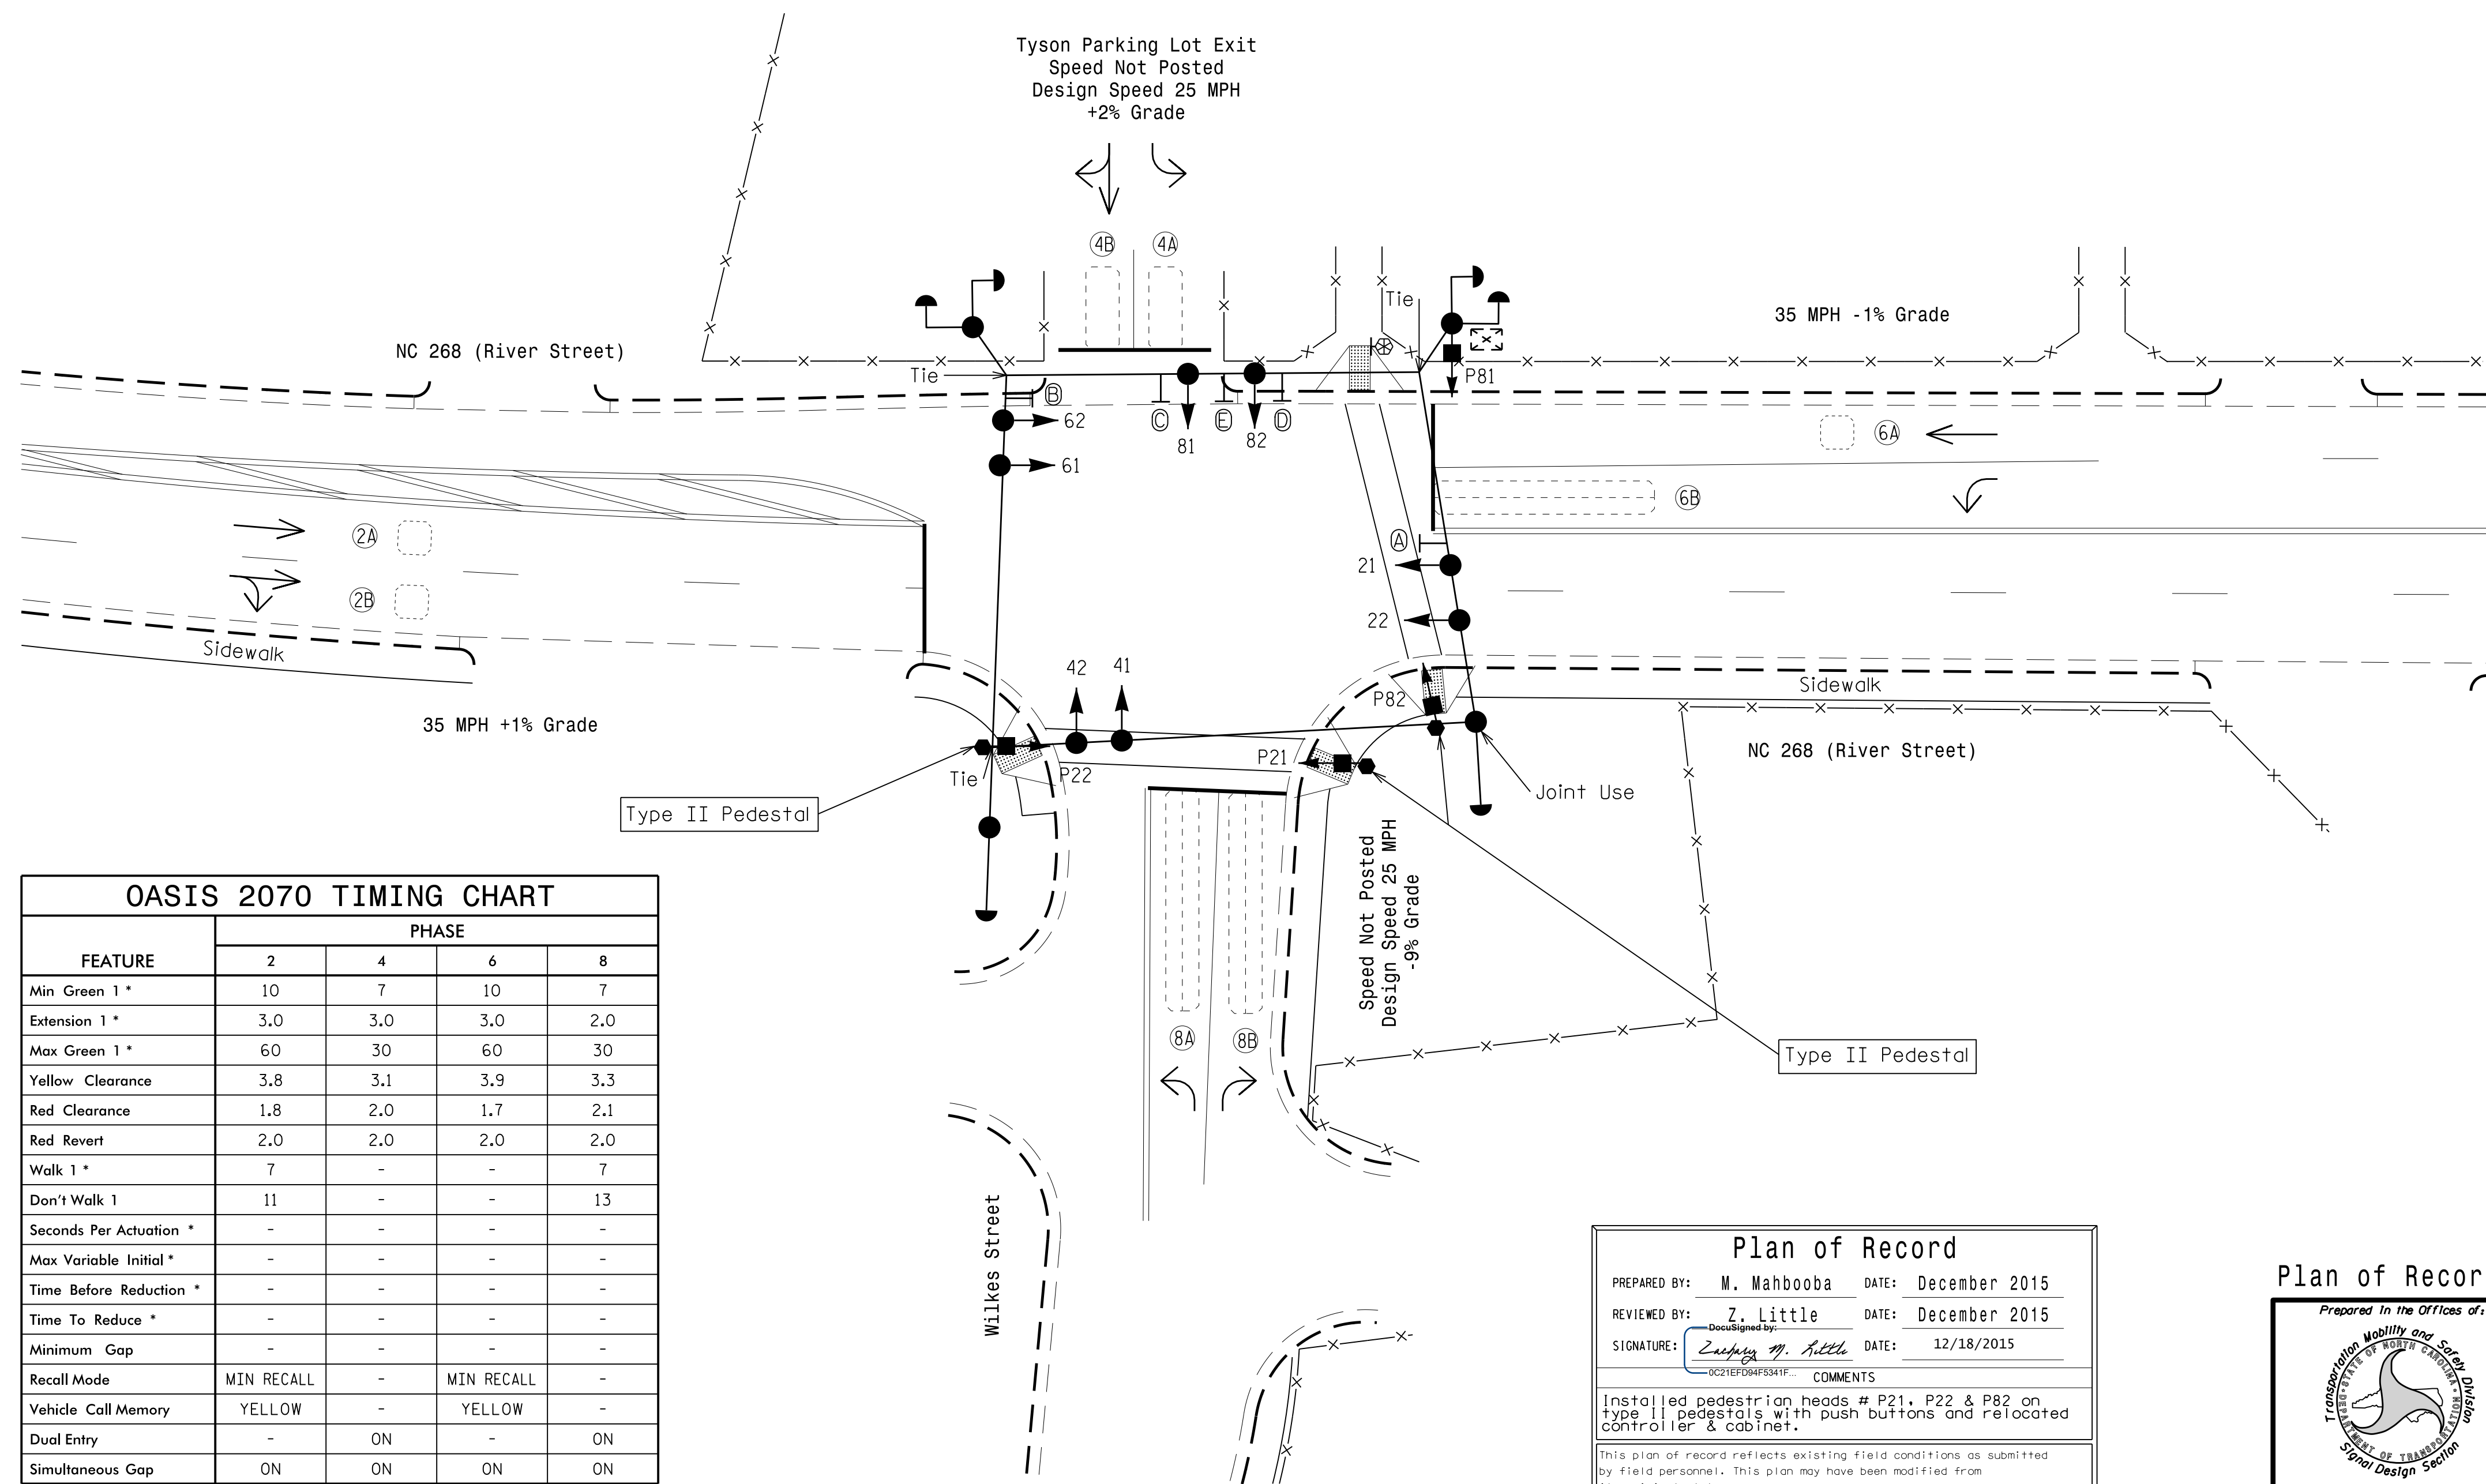 Tyson Parking Lot Exit
Speed Not Posted
Design Speed 25 MPH
+2% Grade
4B
4A
Tie
35 MPH -1% Grade
NC 268 (River Street)
Tie
P81
B
62
C
81
E
82
D
6A
61
6B
2A
A
21
2B
22
Sidewalk
42
41
P82
Sidewalk
35 MPH +1% Grade
NC 268 (River Street)
P21
Tie
P22
Joint Use
Type II Pedestal
Speed Not Posted
Design Speed 25 MPH
-9% Grade
8A
8B
Type II Pedestal
Wilkes Street
OASIS 2070 TIMING CHART
PHASE
FEATURE 2 4 6 8
Min Green 1 * 10 7 10 7
Extension 1 * 3.0 3.0 3.0 2.0
Max Green 1 * 60 30 60 30
Yellow Clearance 3.8 3.1 3.9 3.3
Red Clearance 1.8 2.0 1.7 2.1
Red Revert 2.0 2.0 2.0 2.0
Walk 1 * 7 - - 7
Don't Walk 1 11 - - 13
Seconds Per Actuation * - - - -
Max Variable Initial * - - - -
Time Before Reduction * - - - -
Time To Reduce * - - - -
Minimum Gap - - - -
Recall Mode MIN RECALL - MIN RECALL -
Vehicle Call Memory YELLOW - YELLOW -
Dual Entry - ON - ON
Simultaneous Gap ON ON ON ON
Plan of Record
PREPARED BY: M. Mahbooba DATE: December 2015
REVIEWED BY: Z. Little DATE: December 2015
DocuSigned by:
SIGNATURE: Zachary M. Little DATE: 12/18/2015
0C21EFD94F5341F...
COMMENTS
Installed pedestrian heads # P21, P22 & P82 on
type II pedestals with push buttons and relocated
controller & cabinet.
This plan of record reflects existing field conditions as submitted
by field personnel. This plan may have been modified from
Plan of Recor
Prepared in the Offices of:
Transportation Mobility and Safety Division
STATE OF NORTH CAROLINA
DEPARTMENT OF TRANSPORTATION
Signal Design Section